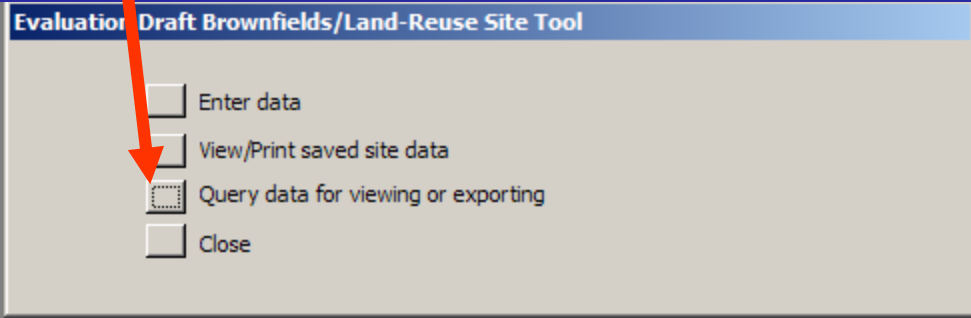 Evaluation Draft Brownfields/Land-Reuse Site Tool
Enter data
View/Print saved site data
Query data for viewing or exporting
Close